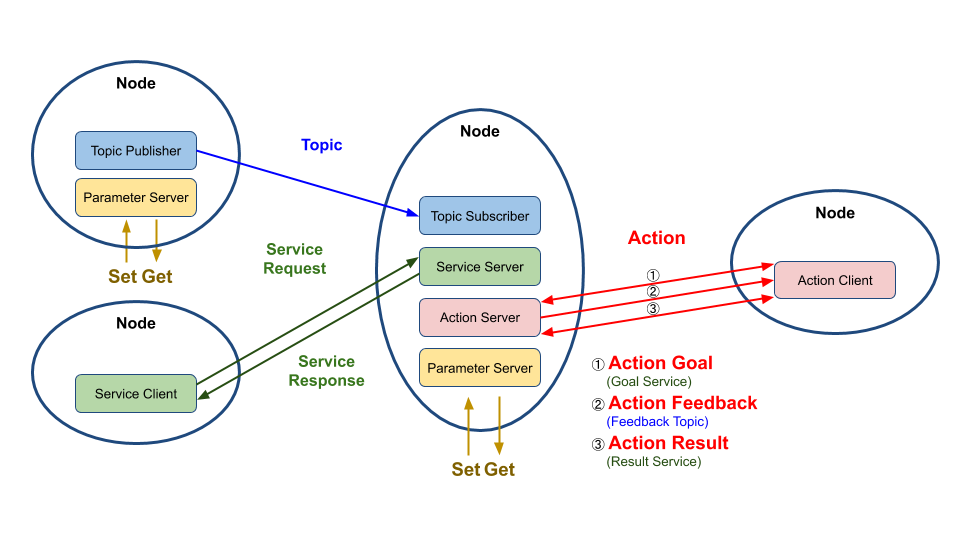 Node
Topic Publisher
Parameter Server
Set Get
Node
Service Client
Topic
Service
Request
Service
Response
Node
Topic Subscriber
Service Server
Action Server
Parameter Server
Set Get
Action
①
②
③
Node
Action Client
① Action Goal
(Goal Service)
② Action Feedback
(Feedback Topic)
③ Action Result
(Result Service)